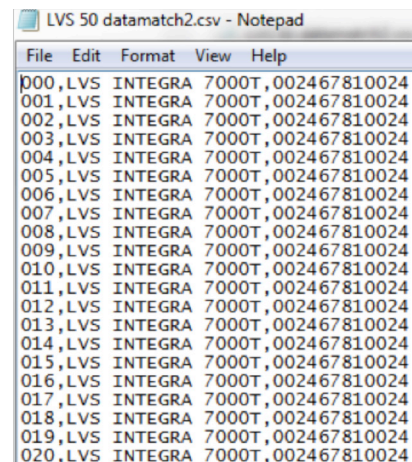 LVS 50 datamatch2.csv - Notepad
File Edit Format View Help
000,LVS INTEGRA 7000T,002467810024
001,LVS INTEGRA 7000T,002467810024
002,LVS INTEGRA 7000T,002467810024
003,LVS INTEGRA 7000T,002467810024
004,LVS INTEGRA 7000T,002467810024
005,LVS INTEGRA 7000T,002467810024
006,LVS INTEGRA 7000T,002467810024
007,LVS INTEGRA 7000T,002467810024
008,LVS INTEGRA 7000T,002467810024
009,LVS INTEGRA 7000T,002467810024
010,LVS INTEGRA 7000T,002467810024
011,LVS INTEGRA 7000T,002467810024
012,LVS INTEGRA 7000T,002467810024
013,LVS INTEGRA 7000T,002467810024
014,LVS INTEGRA 7000T,002467810024
015,LVS INTEGRA 7000T,002467810024
016,LVS INTEGRA 7000T,002467810024
017,LVS INTEGRA 7000T,002467810024
018,LVS INTEGRA 7000T,002467810024
019,LVS INTEGRA 7000T,002467810024
020,LVS INTEGRA 7000T,002467810024